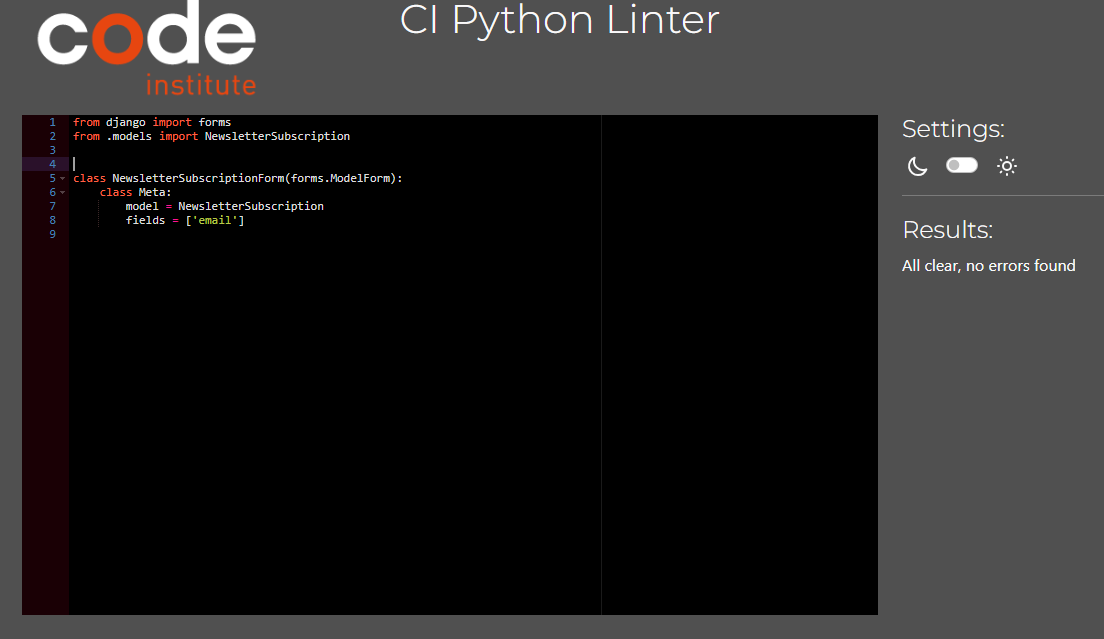 code
institute
CI Python Linter
1 from django import forms
2 from .models import NewsletterSubscription
3
4
5 class NewsletterSubscriptionForm(forms.ModelForm):
6     class Meta:
7         model = NewsletterSubscription
8         fields = ['email']
9
Settings:
Results:
All clear, no errors found